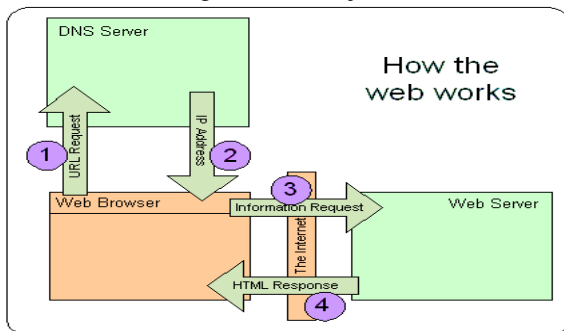 DNS Server
How the
web works
1
URL Request
IP Address
2
3
Web Browser
Information Request
Web Server
The Internet
HTML Response
4